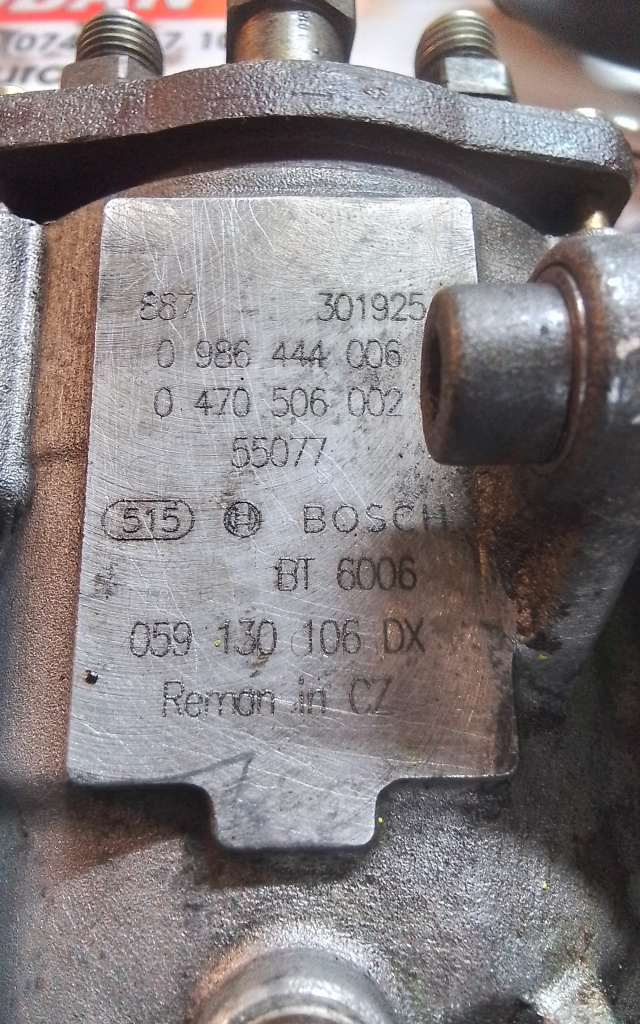 DAN
887 301925
0 986 444 006
0 470 506 002
55077
515 BOSCH
BT 6006
059 130 106 DX
Reman in CZ